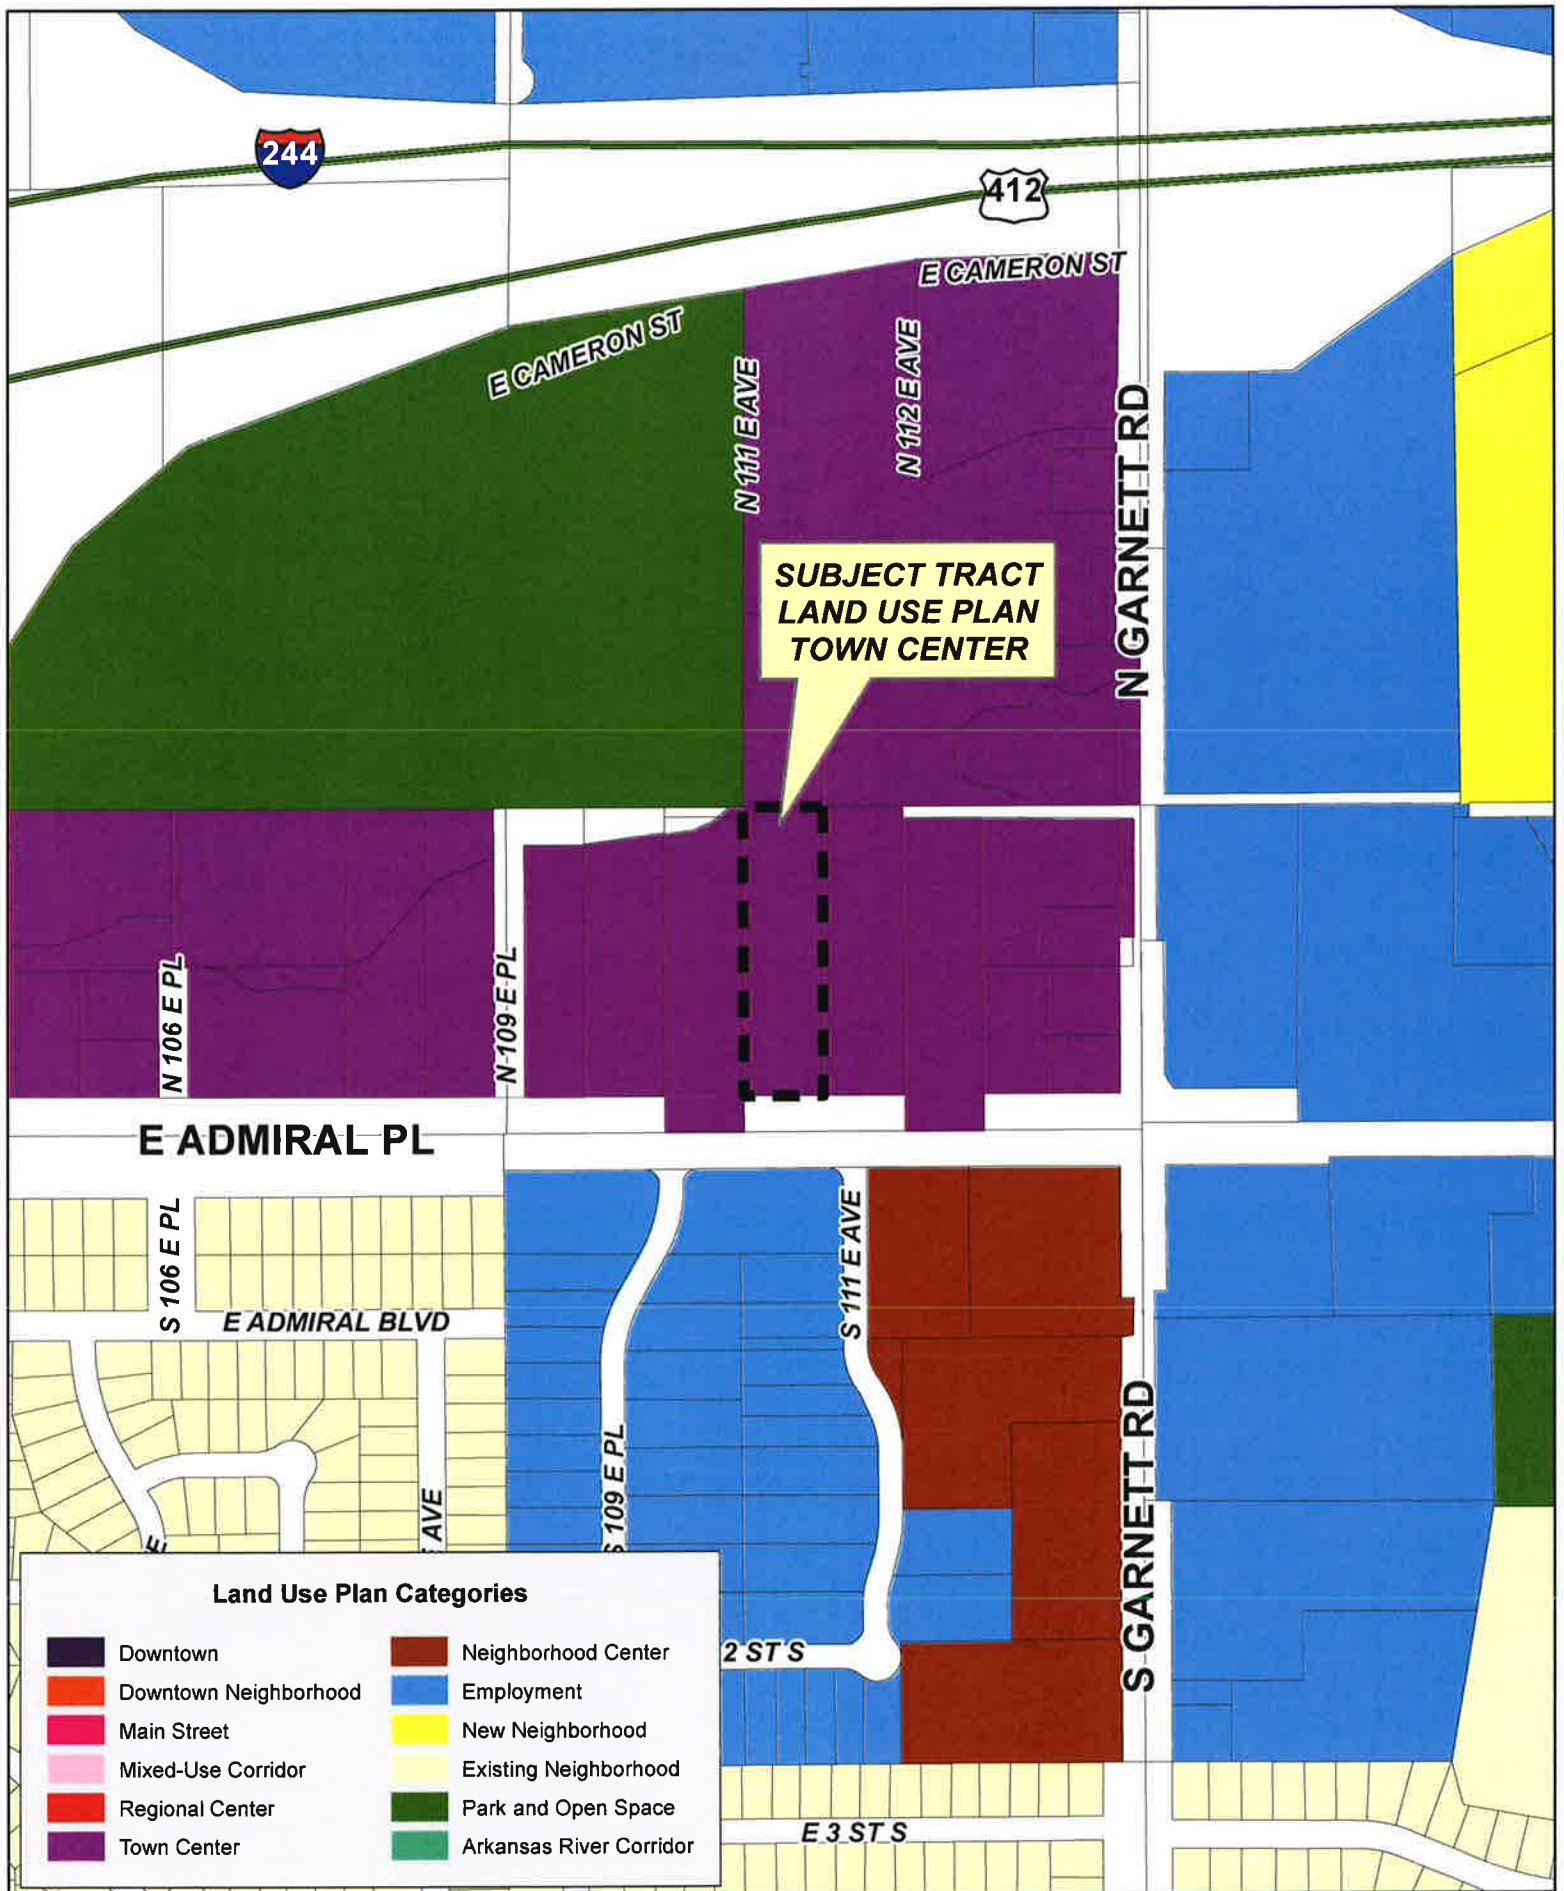 244
412
E CAMERON ST
E CAMERON ST
N 111 E AVE
N 112 E AVE
N GARNETT RD
SUBJECT TRACT
LAND USE PLAN
TOWN CENTER
N 106 E PL
N 109 E PL
E ADMIRAL PL
S 106 E PL
S 111 E AVE
E ADMIRAL BLVD
S 109 E PL
S GARNETT RD
AVE
E
2 ST S
E 3 ST S
Land Use Plan Categories
Downtown
Downtown Neighborhood
Main Street
Mixed-Use Corridor
Regional Center
Town Center
Neighborhood Center
Employment
New Neighborhood
Existing Neighborhood
Park and Open Space
Arkansas River Corridor